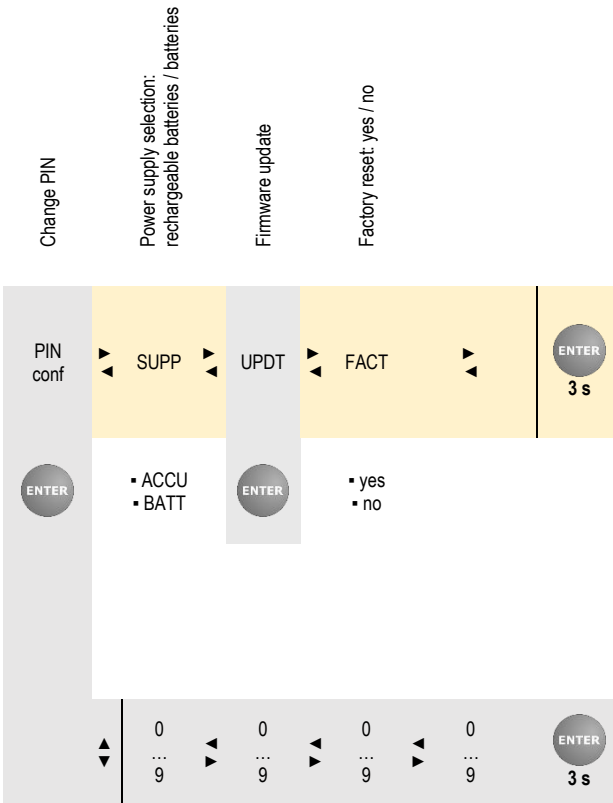 Change PIN
Power supply selection:
rechargeable batteries / batteries
Firmware update
Factory reset: yes / no
PIN
conf
► ◄ SUPP ► ◄ UPDT ► ◄ FACT ► ◄
ENTER
3 s
ENTER
▪ ACCU
▪ BATT
ENTER
▪ yes
▪ no
▲ ▼
0 ◄ 0 ◄ 0 ◄ 0
... ► ... ► ... ► ...
9 9 9 9
ENTER
3 s